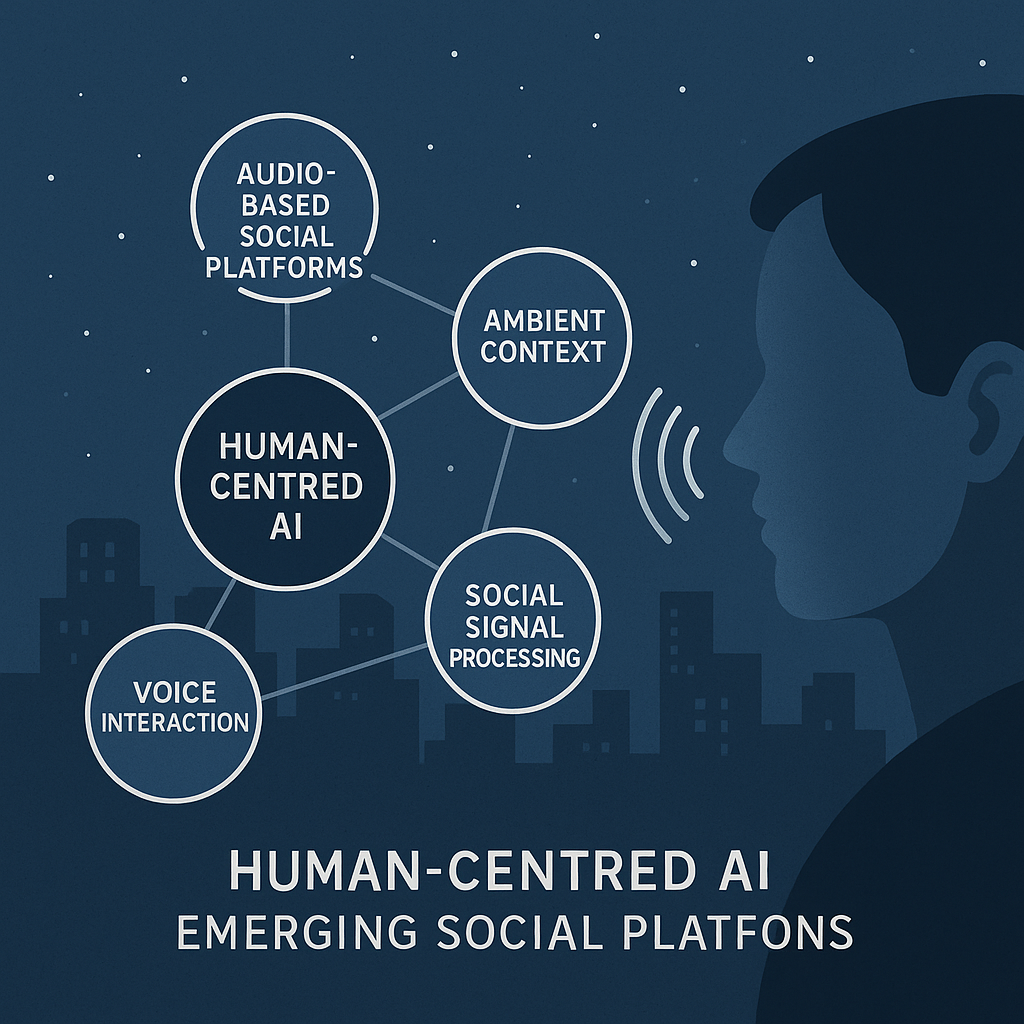 AUDIO-
BASED
SOCIAL
PLATFORMS
AMBIENT
CONTEXT
HUMAN-
CENTRED
AI
SOCIAL
SIGNAL
PROCESSING
VOICE
INTERACTION
HUMAN-CENTRED AI
EMERGING SOCIAL PLATFONS